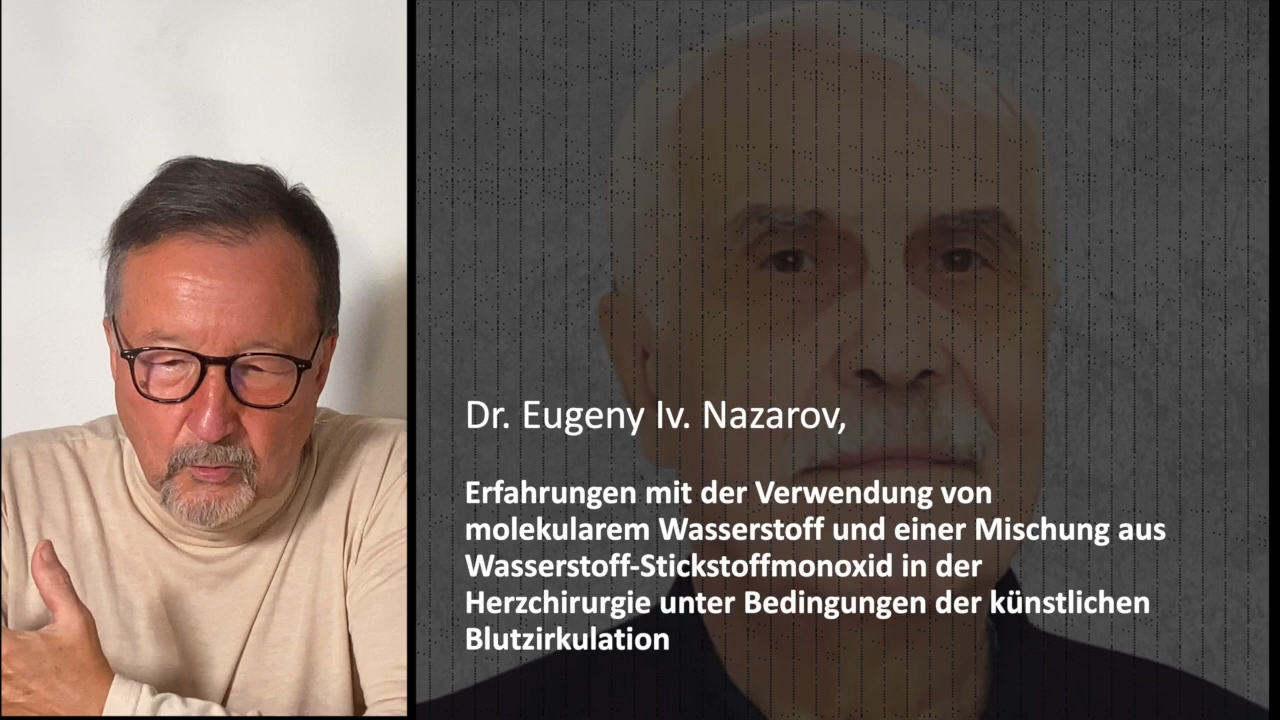 Dr. Eugeny Iv. Nazarov,
Erfahrungen mit der Verwendung von
molekularem Wasserstoff und einer Mischung aus
Wasserstoff-Stickstoffmonoxid in der
Herzchirurgie unter Bedingungen der künstlichen
Blutzirkulation